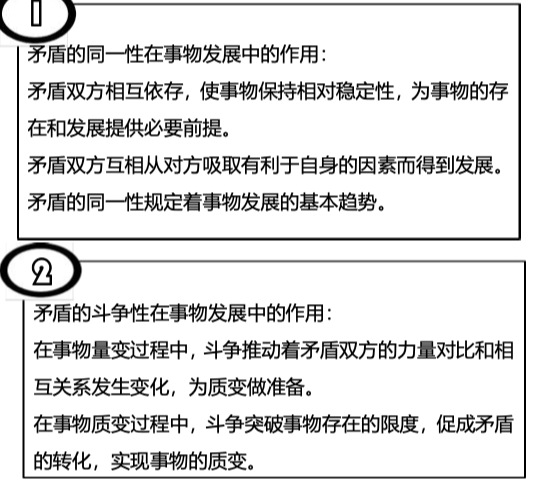 1
矛盾的同一性在事物发展中的作用：
矛盾双方相互依存，使事物保持相对稳定性，为事物的存
在和发展提供必要前提。
矛盾双方互相从对方吸取有利于自身的因素而得到发展。
矛盾的同一性规定着事物发展的基本趋势。
2
矛盾的斗争性在事物发展中的作用：
在事物量变过程中，斗争推动着矛盾双方的力量对比和相
互关系发生变化，为质变做准备。
在事物质变过程中，斗争突破事物存在的限度，促成矛盾
的转化，实现事物的质变。